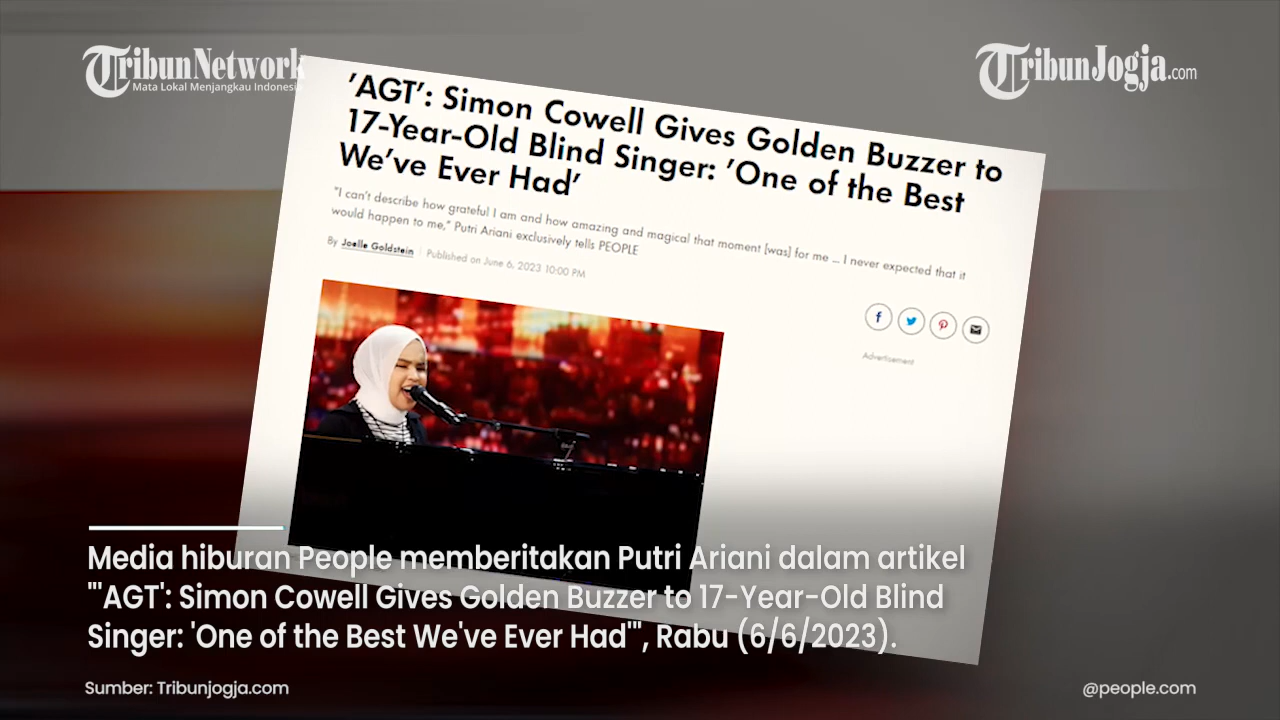 TribunNetwork
Mata Lokal Menjangkau Indonesia
TribunJogja.com
'AGT': Simon Cowell Gives Golden Buzzer to
17-Year-Old Blind Singer: 'One of the Best
We've Ever Had'
"I can't describe how grateful I am and how amazing and magical that moment [was] for me ... I never expected that it
would happen to me," Putri Ariani exclusively tells PEOPLE
By Joelle Goldstein | Published on June 6, 2023 10:00 PM
Advertisement
Media hiburan People memberitakan Putri Ariani dalam artikel
"'AGT': Simon Cowell Gives Golden Buzzer to 17-Year-Old Blind
Singer: 'One of the Best We've Ever Had'", Rabu (6/6/2023).
Sumber: Tribunjogja.com
@people.com